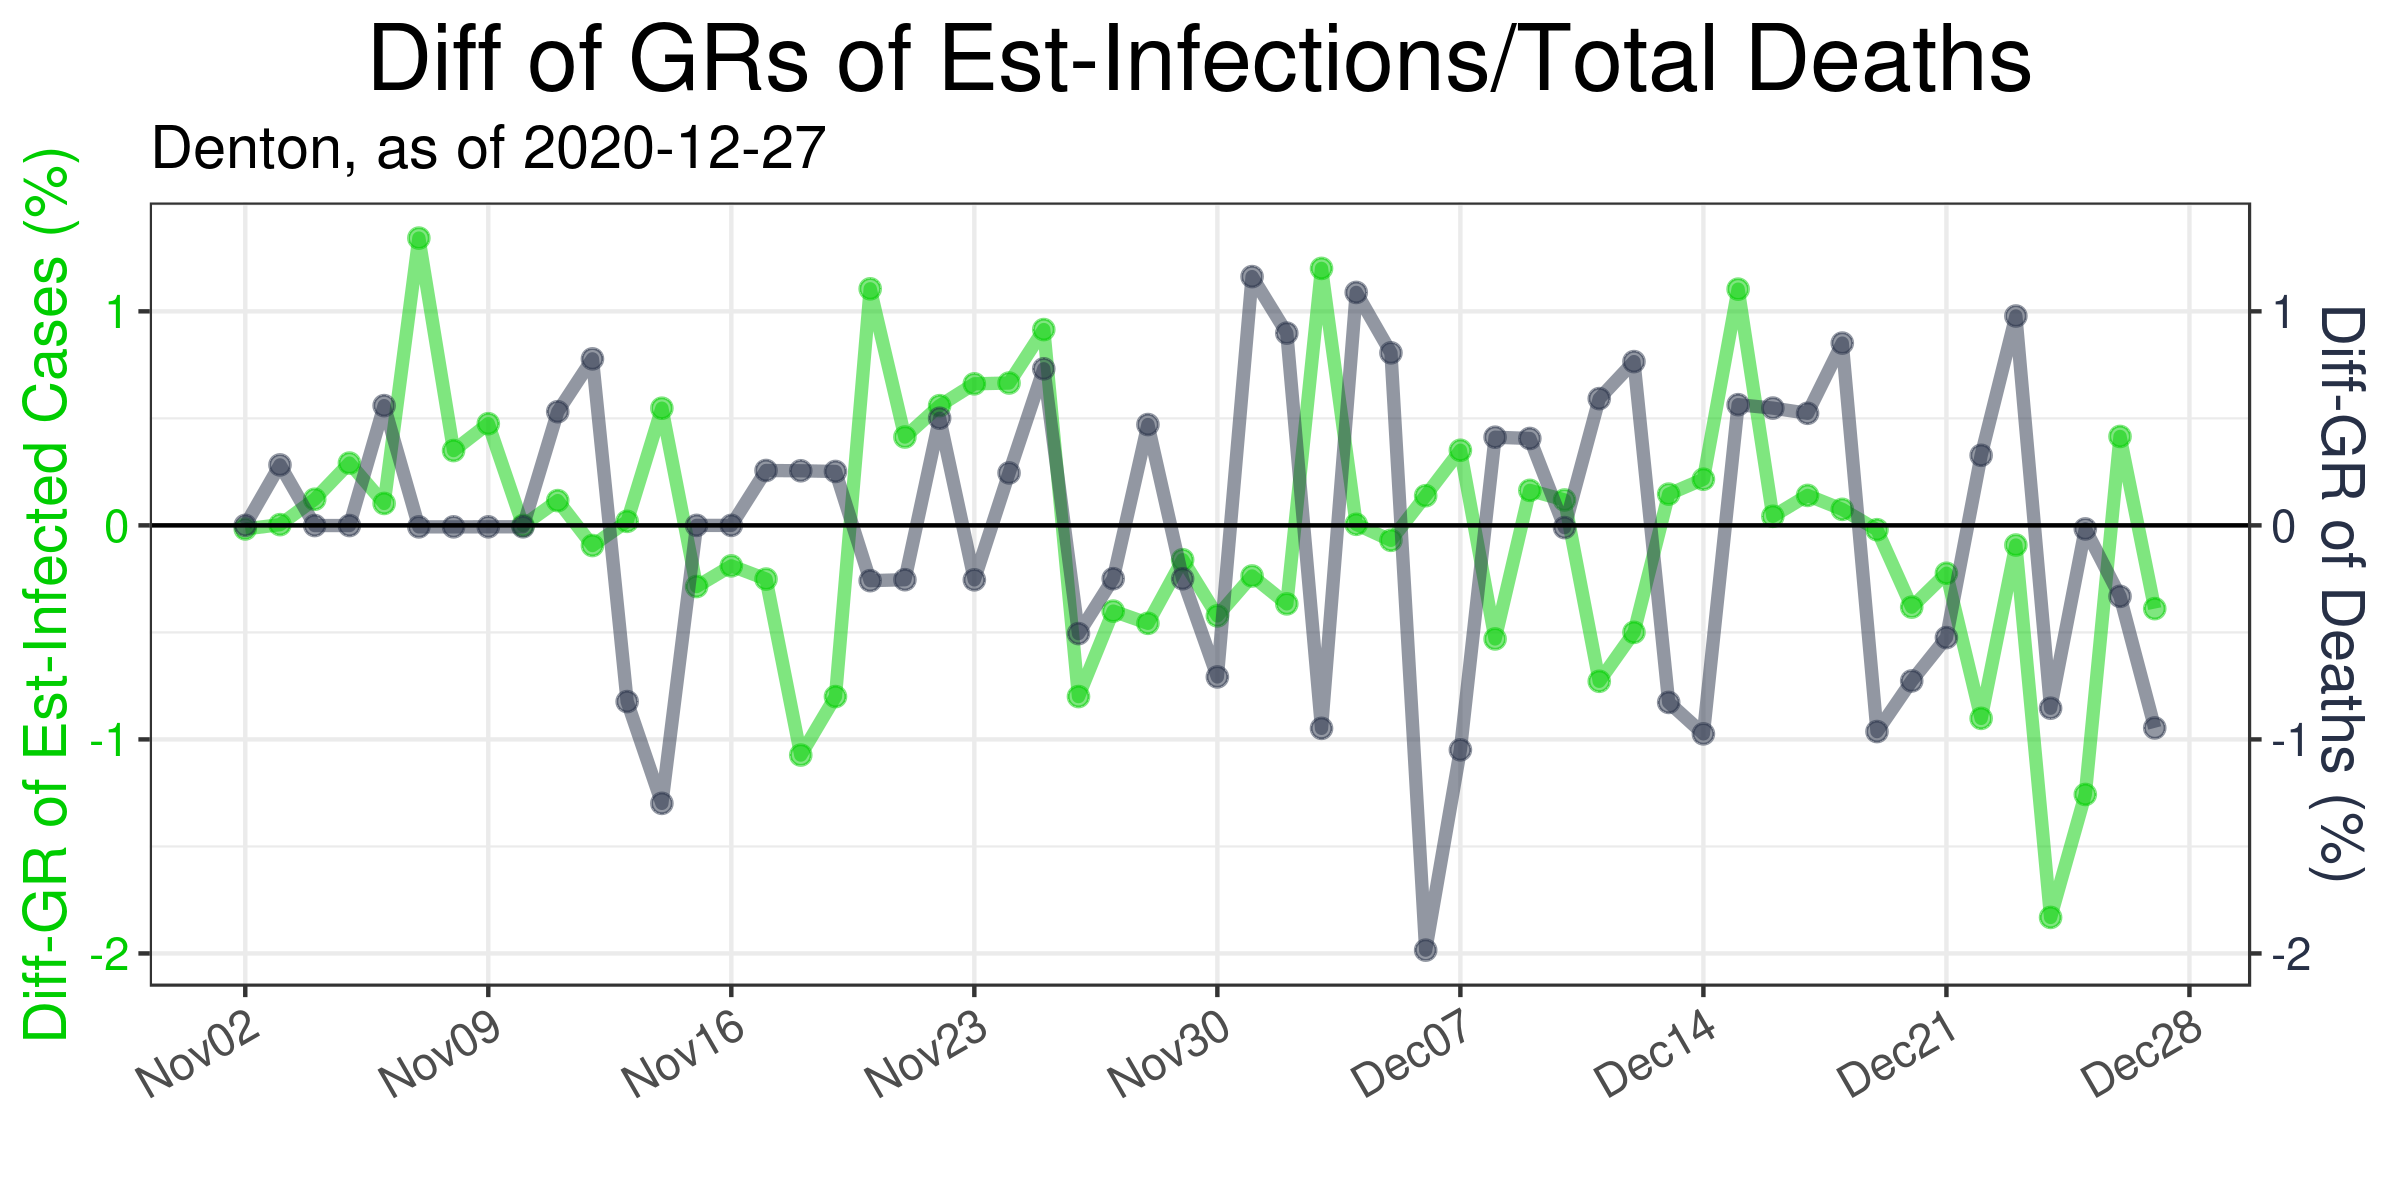 Diff of GRs of Est-Infections/Total Deaths
Denton, as of 2020-12-27
Diff-GR of Est-Infected Cases (%)
1
0
-1
-2
1
0
-1
-2
Diff-GR of Deaths (%)
Nov02
Nov09
Nov16
Nov23
Nov30
Dec07
Dec14
Dec21
Dec28